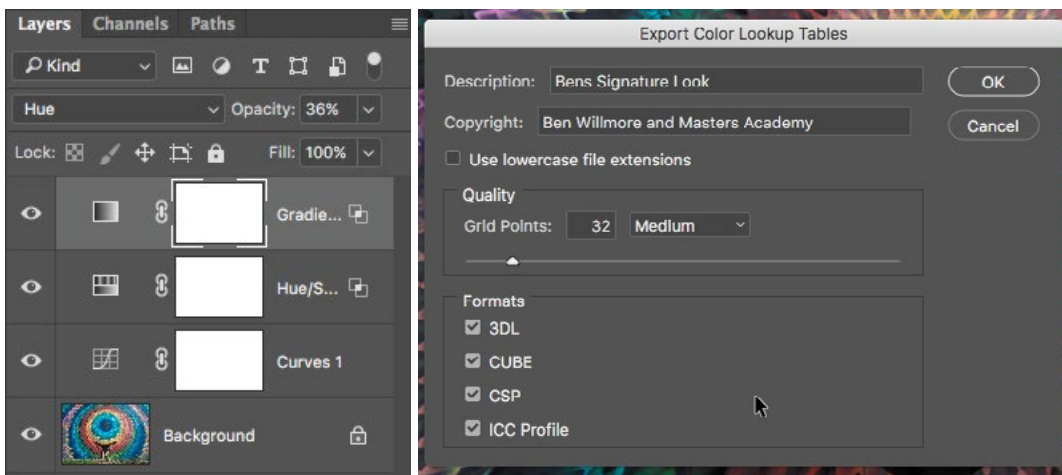 Layers Channels Paths
Kind
Hue Opacity: 36%
Lock: Fill: 100%
Gradie...
Hue/S...
Curves 1
Background
Export Color Lookup Tables
Description: Bens Signature Look
OK
Copyright: Ben Willmore and Masters Academy
Cancel
Use lowercase file extensions
Quality
Grid Points: 32 Medium
Formats
3DL
CUBE
CSP
ICC Profile